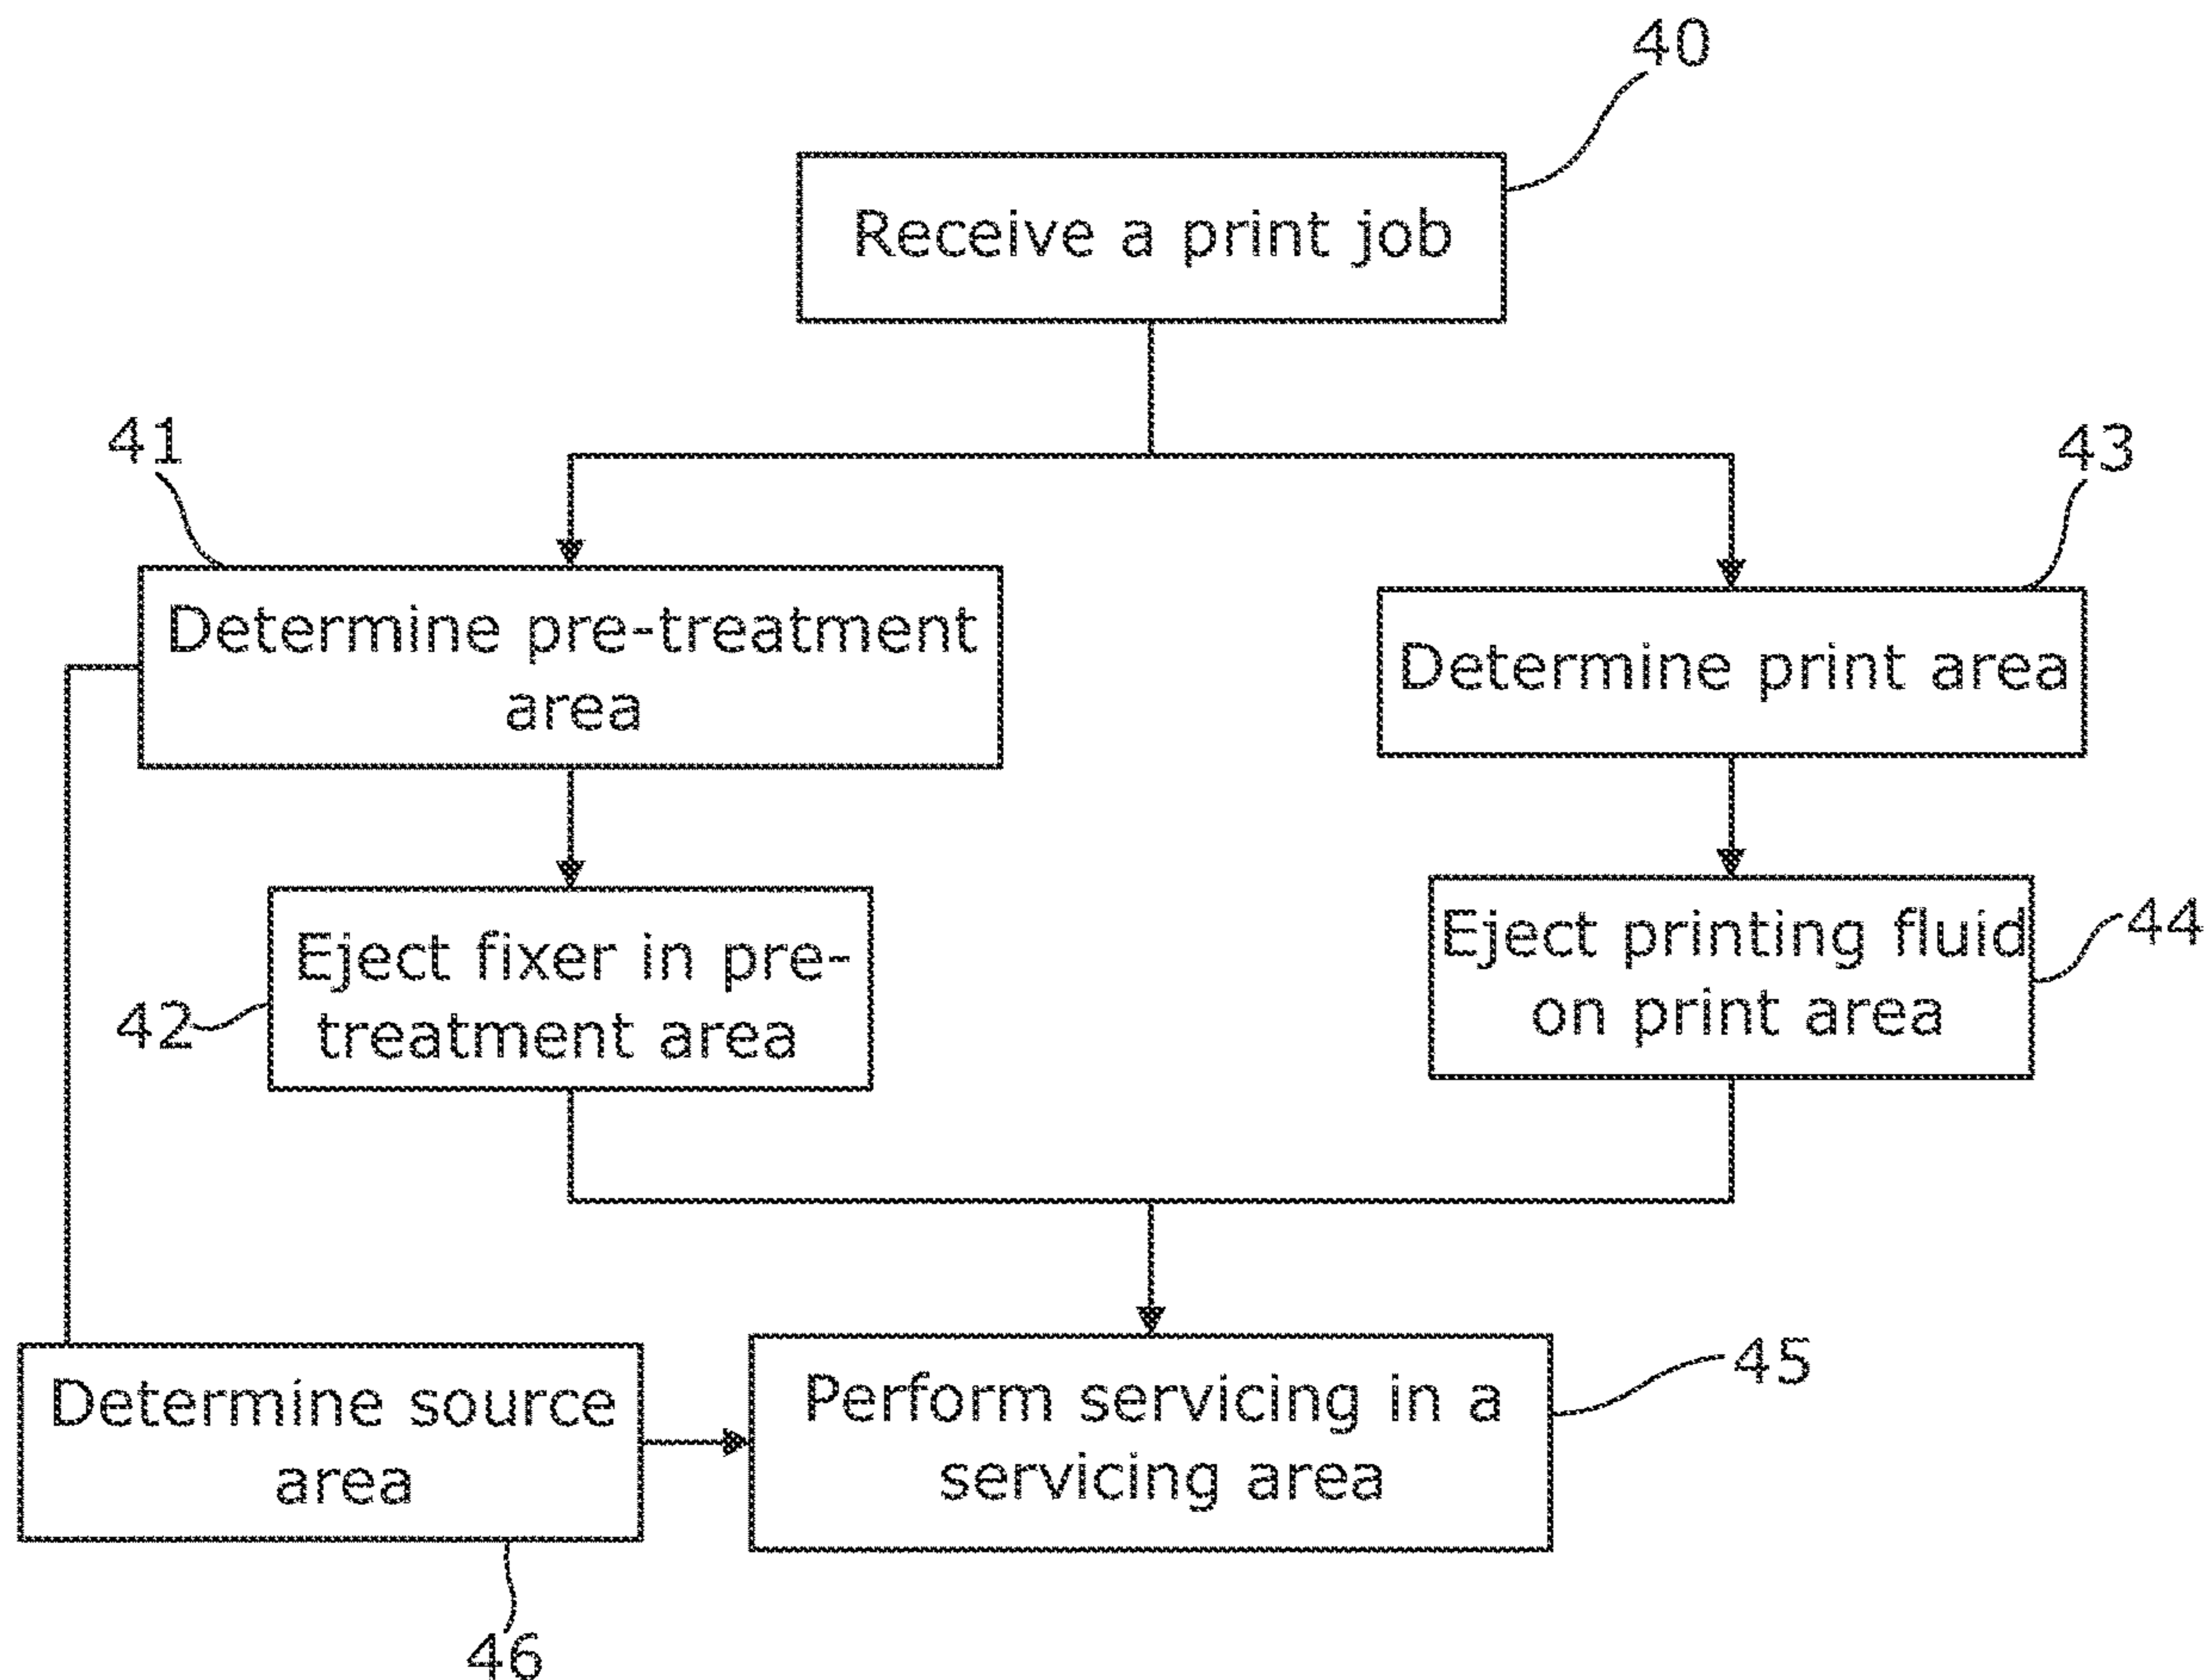 40
Receive a print job
41
43
Determine pre-treatment
area
Determine print area
Eject fixer in pre-
treatment area
42
Eject printing fluid
on print area
44
Determine source
area
Perform servicing in a
servicing area
45
46